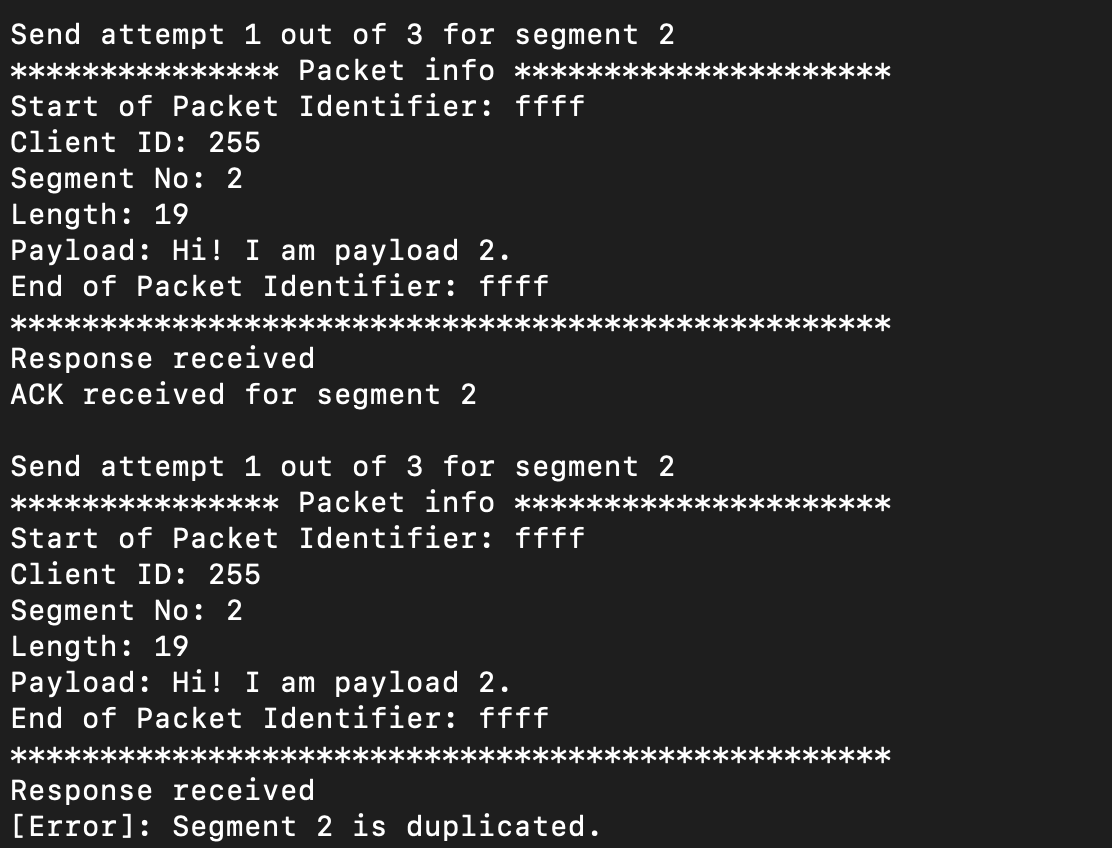 Send attempt 1 out of 3 for segment 2
*************** Packet info *********************
Start of Packet Identifier: ffff
Client ID: 255
Segment No: 2
Length: 19
Payload: Hi! I am payload 2.
End of Packet Identifier: ffff
*************************************************
Response received
ACK received for segment 2

Send attempt 1 out of 3 for segment 2
*************** Packet info *********************
Start of Packet Identifier: ffff
Client ID: 255
Segment No: 2
Length: 19
Payload: Hi! I am payload 2.
End of Packet Identifier: ffff
*************************************************
Response received
[Error]: Segment 2 is duplicated.